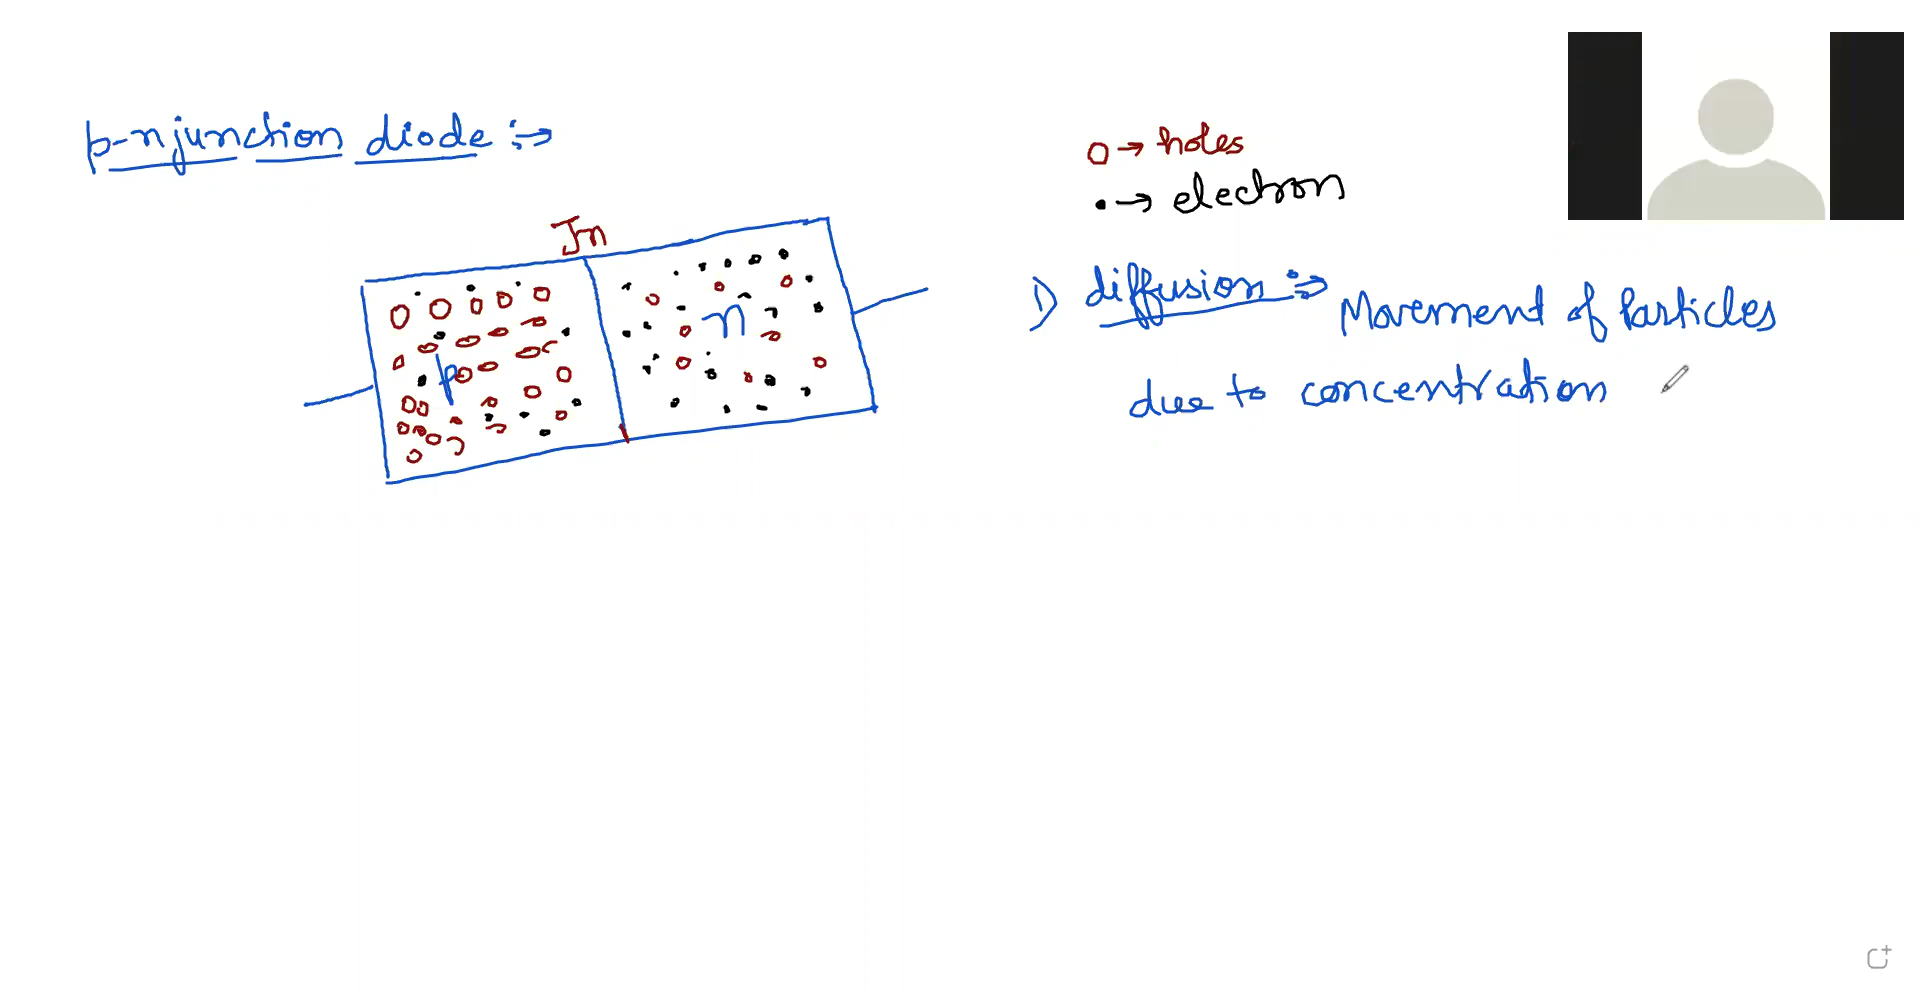 p-n junction diode :->
o → holes
• → electron
Jn
p
n
1) diffusion :-> Movement of Particles
due to concentration